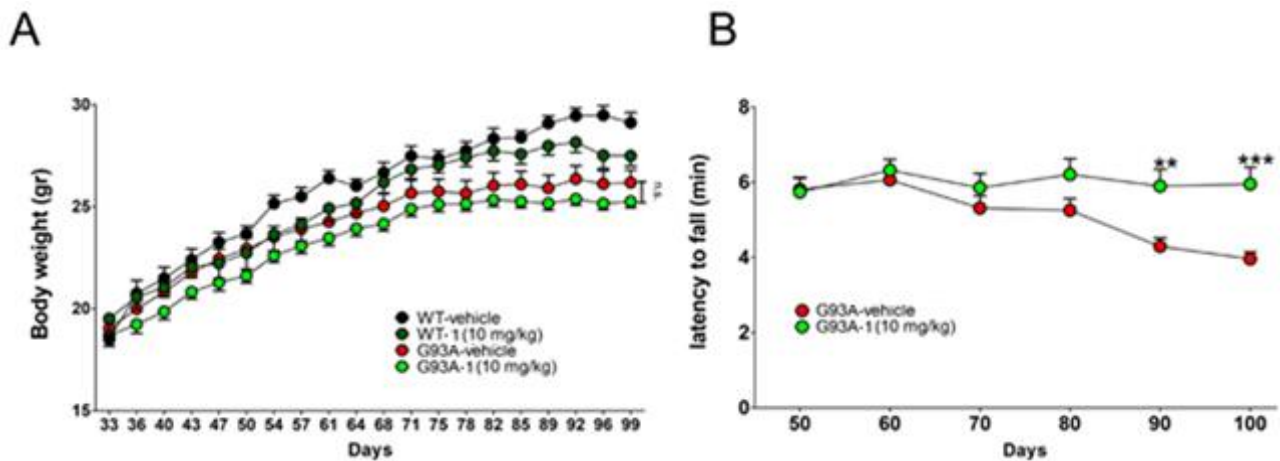 A
Body weight (gr)
30
25
20
15
33 36 40 43 47 50 54 57 61 64 68 71 75 78 82 85 89 92 96 99
Days
WT-vehicle
WT-1 (10 mg/kg)
G93A-vehicle
G93A-1 (10 mg/kg)
n.s.
B
latency to fall (min)
8
6
4
2
0
50 60 70 80 90 100
Days
G93A-vehicle
G93A-1 (10 mg/kg)
**
***